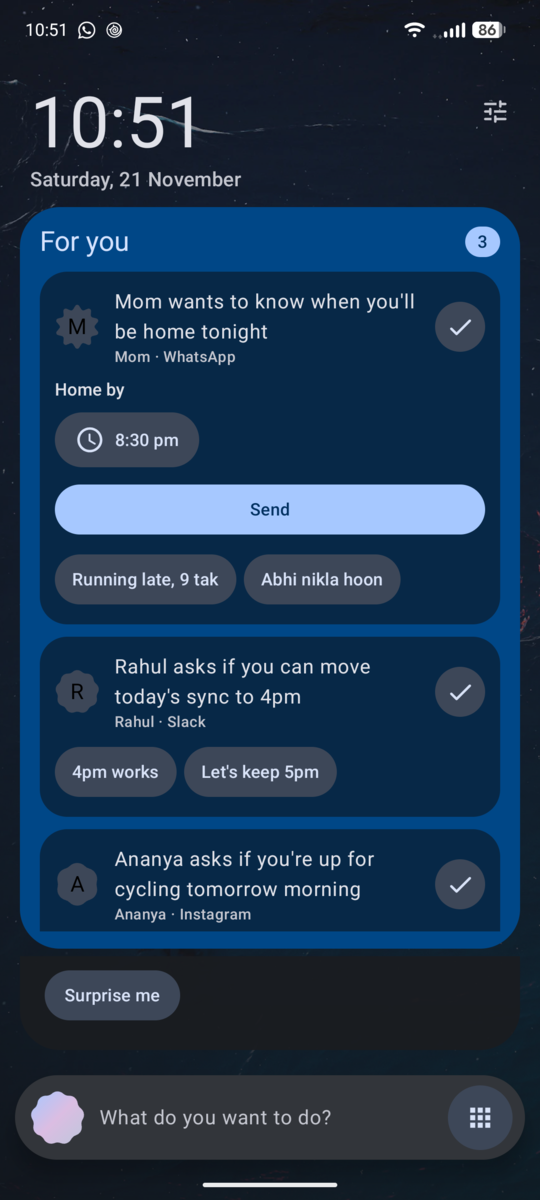 10:51
86
10:51
Saturday, 21 November
For you
3
M
Mom wants to know when you'll
be home tonight
Mom · WhatsApp
Home by
8:30 pm
Send
Running late, 9 tak
Abhi nikla hoon
R
Rahul asks if you can move
today's sync to 4pm
Rahul · Slack
4pm works
Let's keep 5pm
A
Ananya asks if you're up for
cycling tomorrow morning
Ananya · Instagram
Surprise me
What do you want to do?